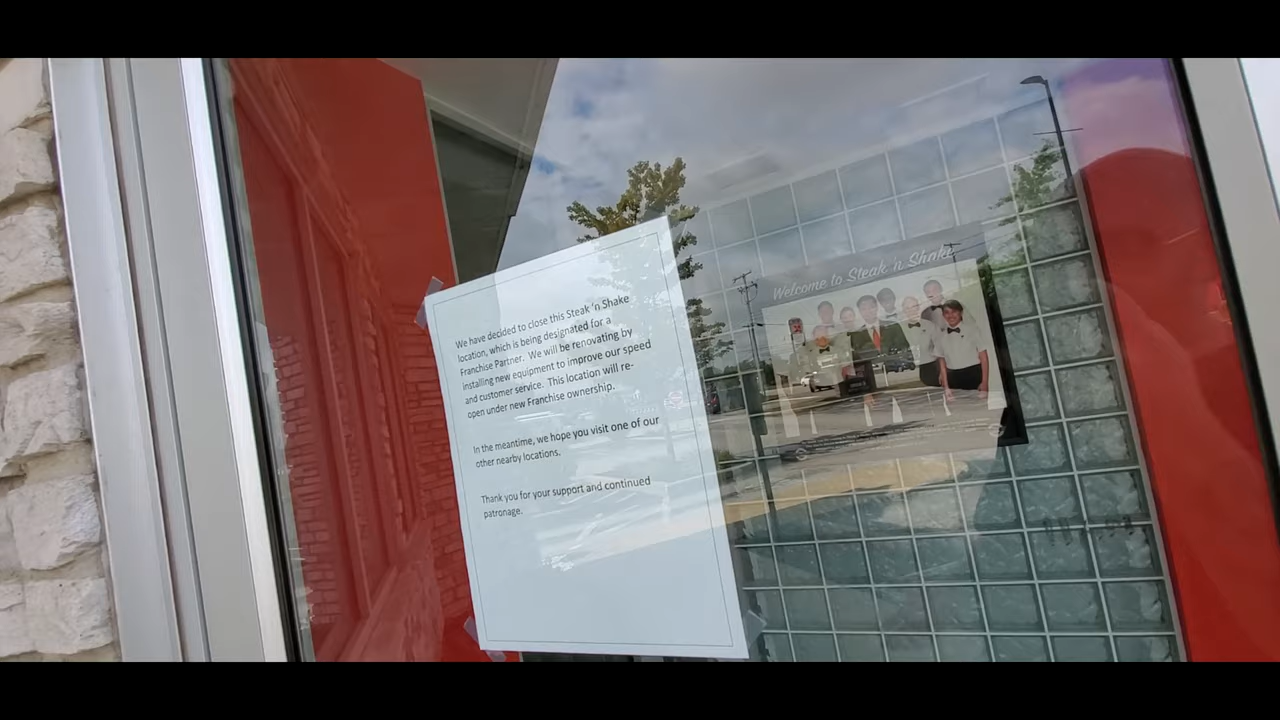 Welcome to Steak 'n Shake
We have decided to close this Steak 'n Shake
location, which is being designated for a
Franchise Partner. We will be renovating by
installing new equipment to improve our speed
and customer service. This location will re-
open under new Franchise ownership.
In the meantime, we hope you visit one of our
other nearby locations.
Thank you for your support and continued
patronage.